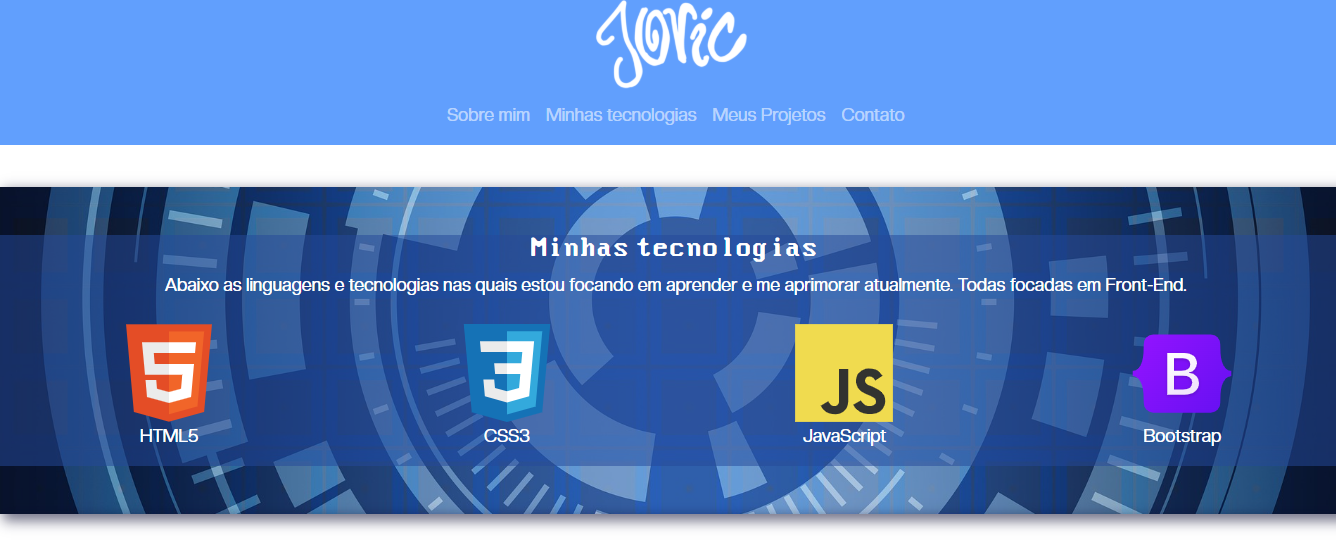 Joric
Sobre mim Minhas tecnologias Meus Projetos Contato
Minhas tecnologias
Abaixo as linguagens e tecnologias nas quais estou focando em aprender e me aprimorar atualmente. Todas focadas em Front-End.
5 3 JS B
HTML5 CSS3 JavaScript Bootstrap